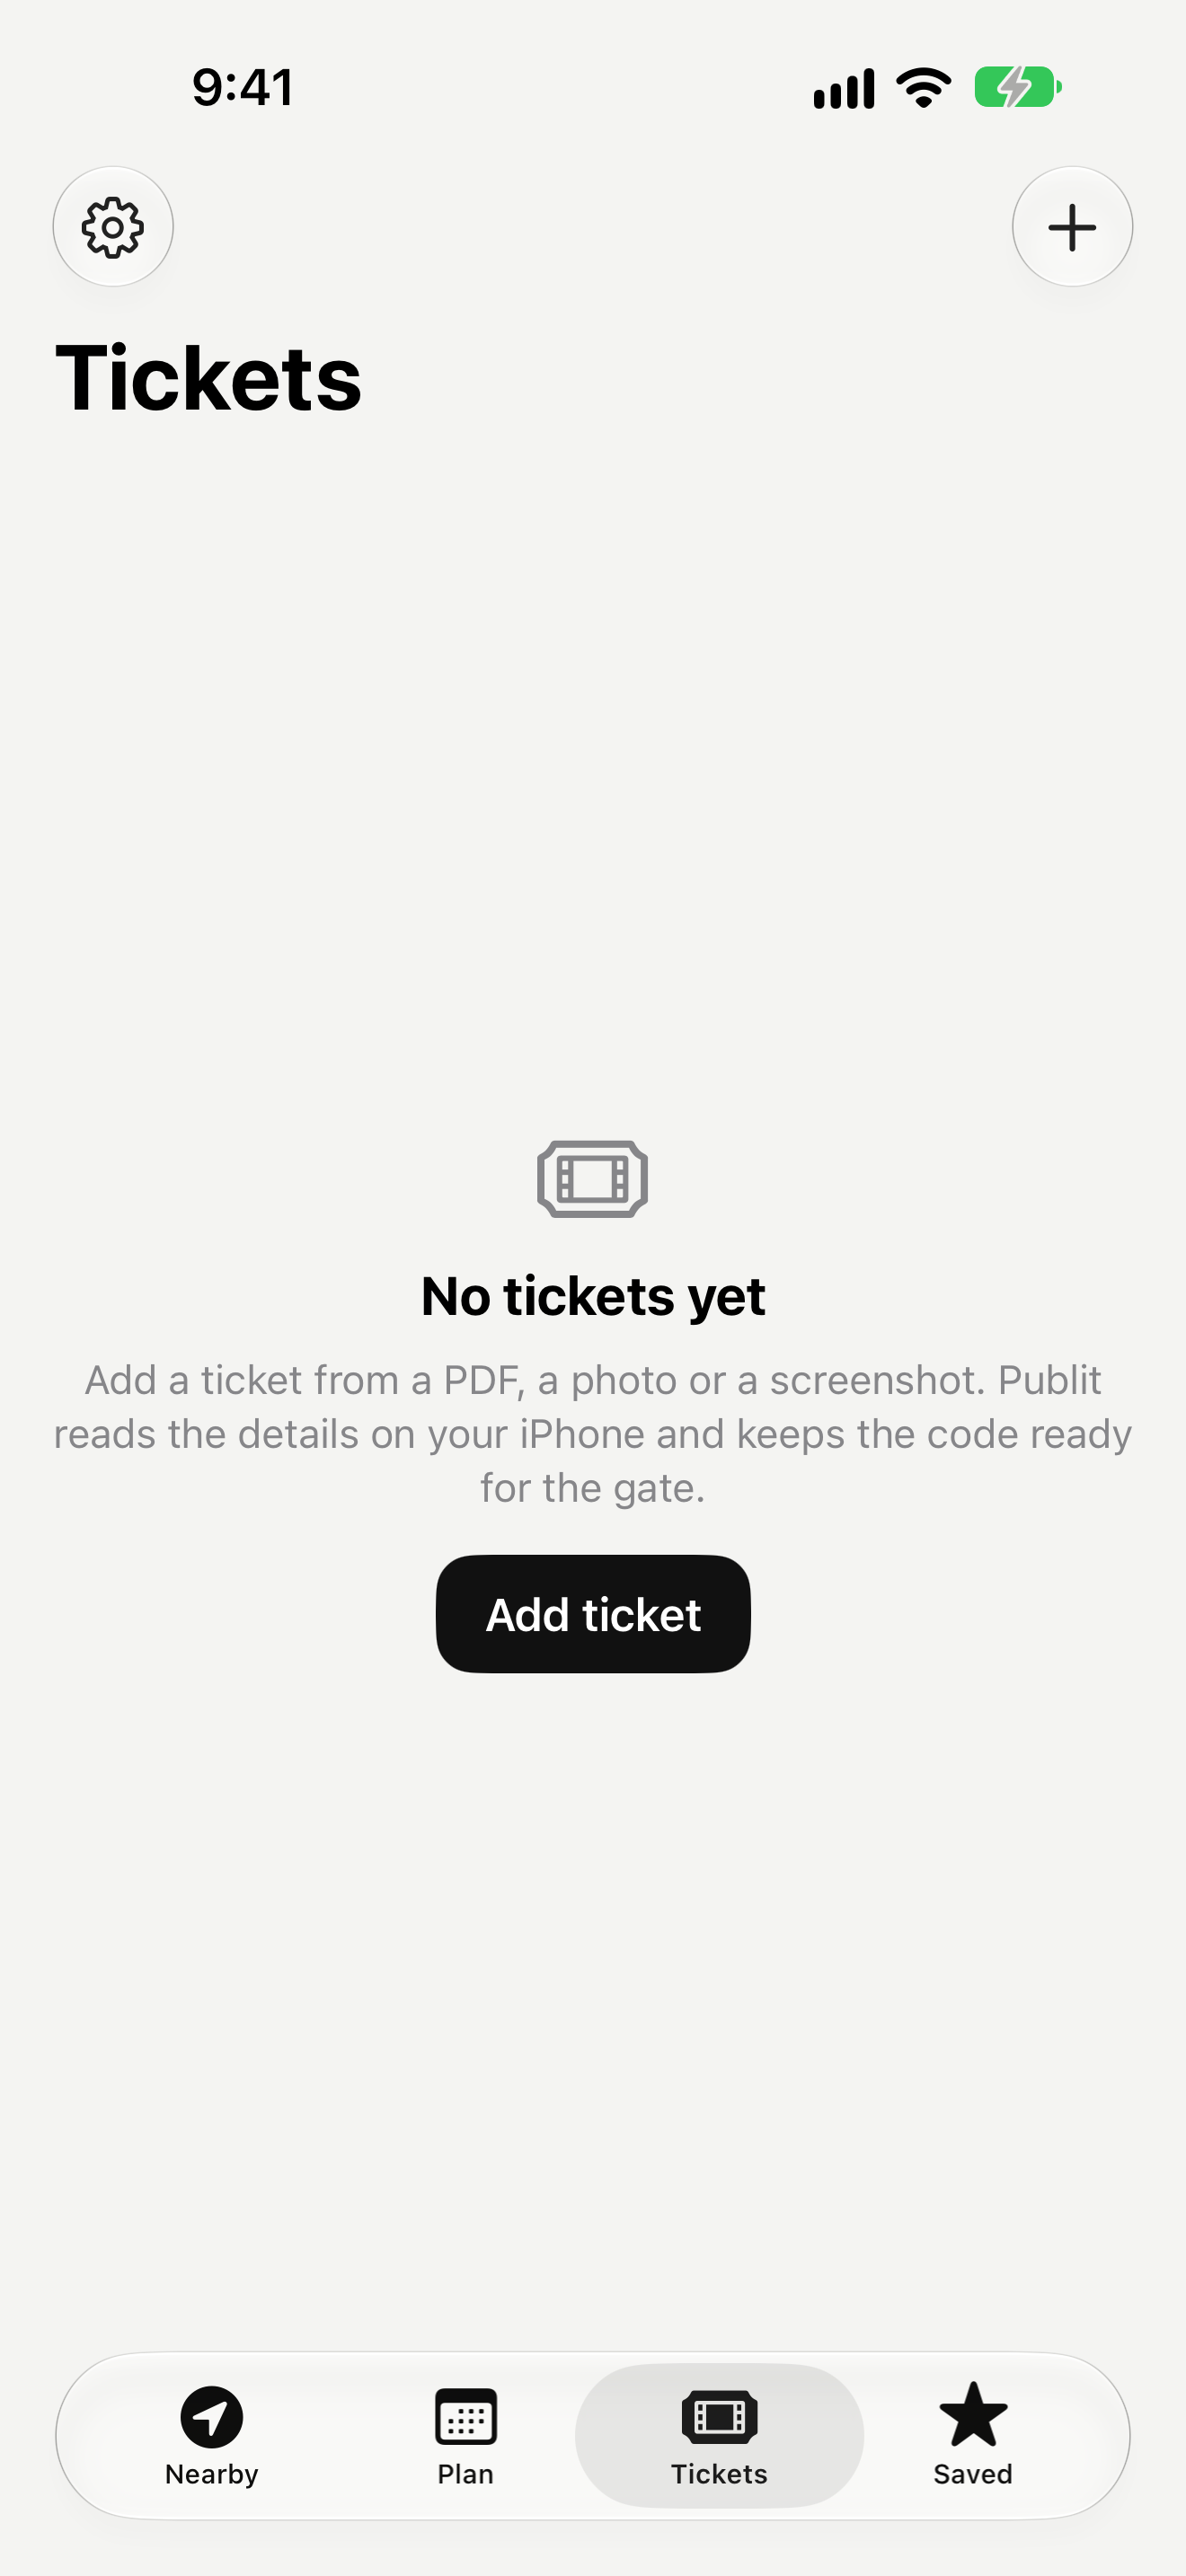 9:41
Tickets
No tickets yet
Add a ticket from a PDF, a photo or a screenshot. Publit
reads the details on your iPhone and keeps the code ready
for the gate.
Add ticket
Nearby
Plan
Tickets
Saved